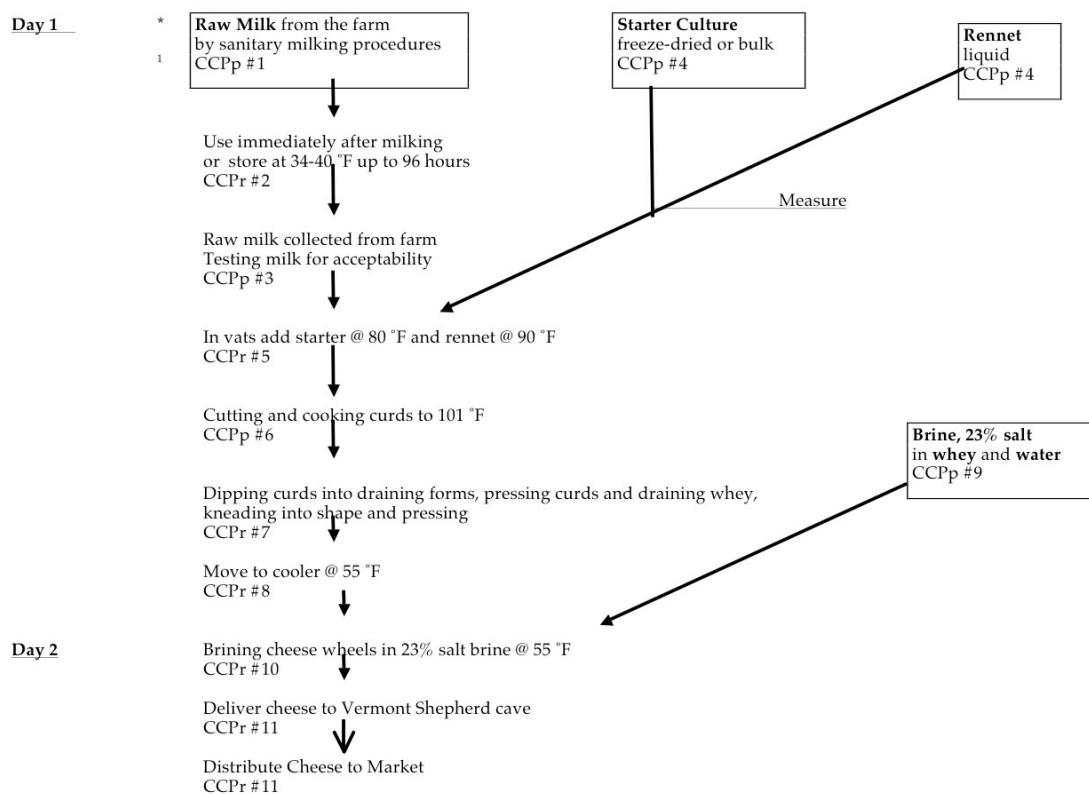 Day 1
*
1
Raw Milk from the farm
by sanitary milking procedures
CCPp #1
Starter Culture
freeze-dried or bulk
CCPp #4
Rennet
liquid
CCPp #4
Use immediately after milking
or store at 34-40 ˚F up to 96 hours
CCPr #2
Measure
Raw milk collected from farm
Testing milk for acceptability
CCPp #3
In vats add starter @ 80 ˚F and rennet @ 90 ˚F
CCPr #5
Cutting and cooking curds to 101 ˚F
CCPp #6
Brine, 23% salt
in whey and water
CCPp #9
Dipping curds into draining forms, pressing curds and draining whey,
kneading into shape and pressing
CCPr #7
Move to cooler @ 55 ˚F
CCPr #8
Day 2
Brining cheese wheels in 23% salt brine @ 55 ˚F
CCPr #10
Deliver cheese to Vermont Shepherd cave
CCPr #11
Distribute Cheese to Market
CCPr #11